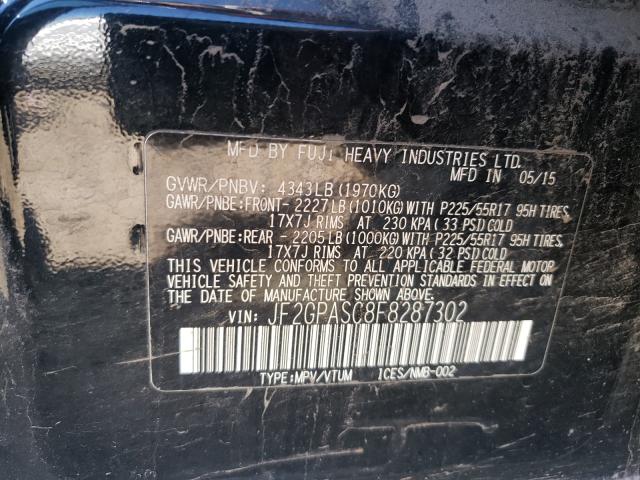 MFD BY FUJI HEAVY INDUSTRIES LTD.
MFD IN 05/15
GVWR/PNBV: 4343LB(1970KG)
GAWR/PNBE:FRONT- 2227LB(1010KG)WITH P225/55R17 95H TIRES,
17X7J RIMS AT 230 KPA(33 PSI)COLD
GAWR/PNBE:REAR - 2205LB(1000KG)WITH P225/55R17 95H TIRES,
17X7J RIMS AT 220 KPA(32 PSI)COLD
THIS VEHICLE CONFORMS TO ALL APPLICABLE FEDERAL MOTOR
VEHICLE SAFETY AND THEFT PREVENTION STANDARDS IN EFFECT ON
THE DATE OF MANUFACTURE SHOWN ABOVE.
VIN: JF2GPASC8F8287302
TYPE:MPV/VTUM ICES/NMB-002